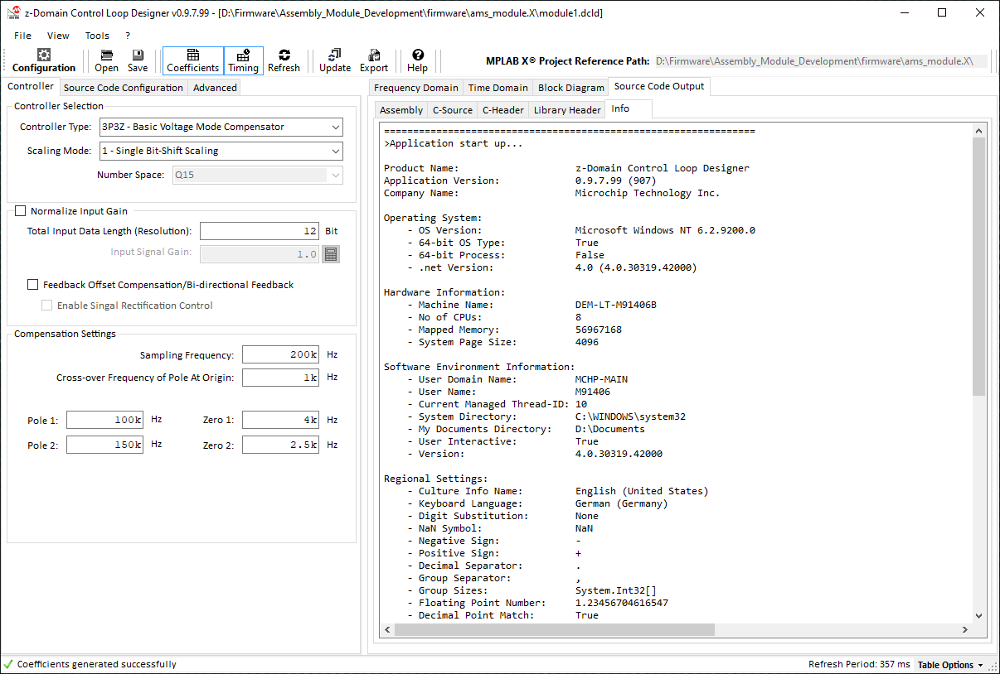 z-Domain Control Loop Designer v0.9.7.99 - [D:\Firmware\Assembly_Module_Development\firmware\ams_module.X\module1.dcld]
File View Tools ?
Configuration Open Save Coefficients Timing Refresh Update Export Help MPLAB X® Project Reference Path: D:\Firmware\Assembly_Module_Development\firmware\ams_module.X\
Controller Source Code Configuration Advanced
Controller Selection
Controller Type: 3P3Z - Basic Voltage Mode Compensator
Scaling Mode: 1 - Single Bit-Shift Scaling
Number Space: Q15
Normalize Input Gain
Total Input Data Length (Resolution): 12 Bit
Input Signal Gain: 1.0
Feedback Offset Compensation/Bi-directional Feedback
Enable Singal Rectification Control
Compensation Settings
Sampling Frequency: 200k Hz
Cross-over Frequency of Pole At Origin: 1k Hz
Pole 1: 100k Hz Zero 1: 4k Hz
Pole 2: 150k Hz Zero 2: 2.5k Hz
Frequency Domain Time Domain Block Diagram Source Code Output
Assembly C-Source C-Header Library Header Info
================================================================
>Application start up...
Product Name: z-Domain Control Loop Designer
Application Version: 0.9.7.99 (907)
Company Name: Microchip Technology Inc.
Operating System:
- OS Version: Microsoft Windows NT 6.2.9200.0
- 64-bit OS Type: True
- 64-bit Process: False
- .net Version: 4.0 (4.0.30319.42000)
Hardware Information:
- Machine Name: DEM-LT-M91406B
- No of CPUs: 8
- Mapped Memory: 56967168
- System Page Size: 4096
Software Environment Information:
- User Domain Name: MCHP-MAIN
- User Name: M91406
- Current Managed Thread-ID: 10
- System Directory: C:\WINDOWS\system32
- My Documents Directory: D:\Documents
- User Interactive: True
- Version: 4.0.30319.42000
Regional Settings:
- Culture Info Name: English (United States)
- Keyboard Language: German (Germany)
- Digit Substitution: None
- NaN Symbol: NaN
- Negative Sign: -
- Positive Sign: +
- Decimal Separator: .
- Group Separator: ,
- Group Sizes: System.Int32[]
- Floating Point Number: 1.23456704616547
- Decimal Point Match: True
Coefficients generated successfully
Refresh Period: 357 ms Table Options